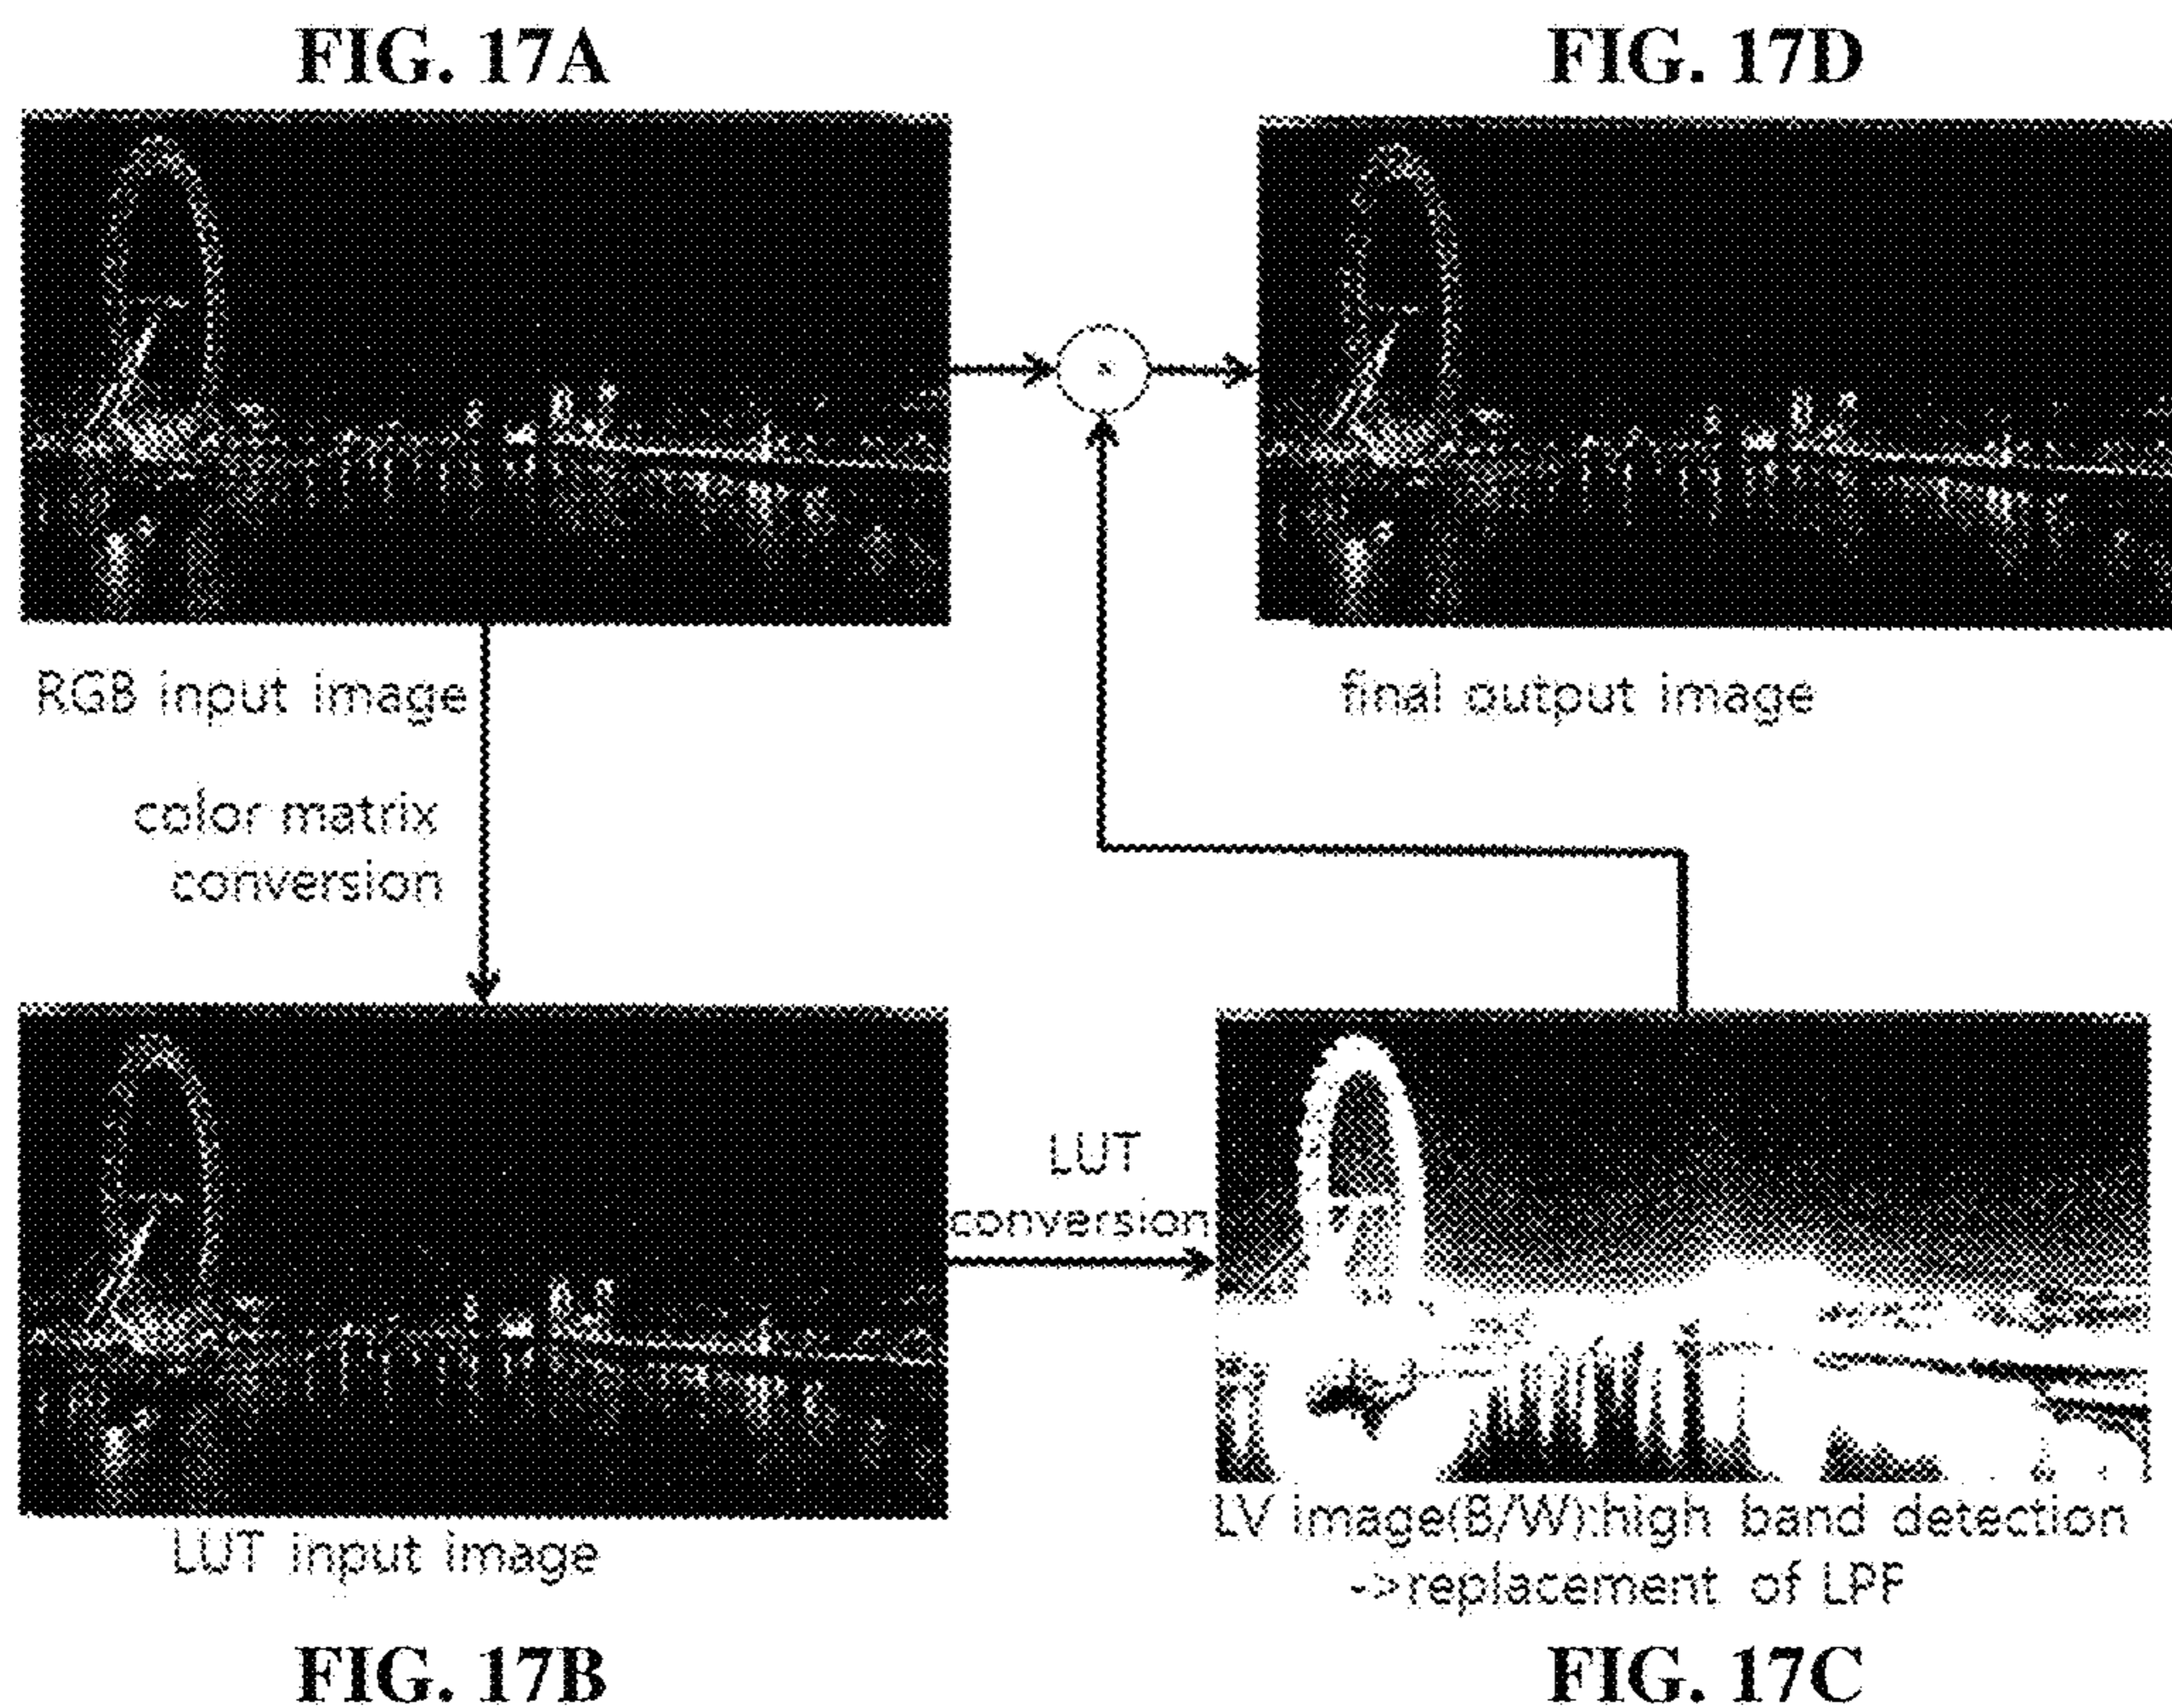 FIG. 17A
FIG. 17D
RGB input image
final output image
color matrix
conversion
LUT
conversion
LV image(B/W):high band detection
->replacement of LPF
LUT input image
FIG. 17B
FIG. 17C